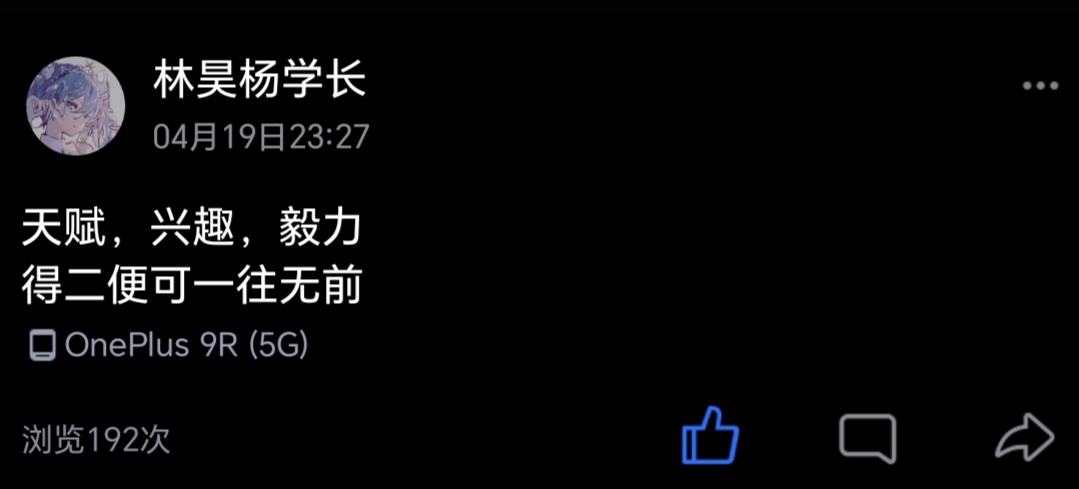 林昊杨学长
04月19日23:27
天赋，兴趣，毅力
得二便可一往无前
OnePlus 9R (5G)
浏览192次